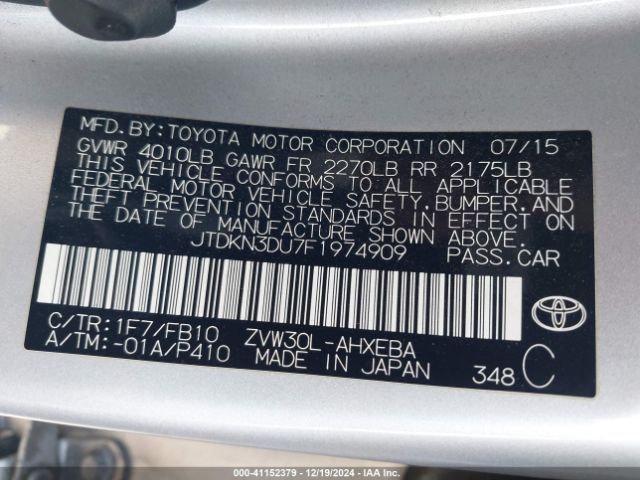 MFD.BY:TOYOTA MOTOR CORPORATION 07/15
GVWR 4010LB GAWR FR 2270LB RR 2175LB
THIS VEHICLE CONFORMS TO ALL APPLICABLE
FEDERAL MOTOR VEHICLE SAFETY,BUMPER,AND
THEFT PREVENTION STANDARDS IN EFFECT ON
THE DATE OF MANUFACTURE SHOWN ABOVE.
JTDKN3DU7F1974909 PASS.CAR
C/TR:1F7/FB10 ZVW30L-AHXEBA
A/TM:-01A/P410 MADE IN JAPAN 348 C
TOYOTA
000-41152379 - 12/19/2024 - IAA Inc.